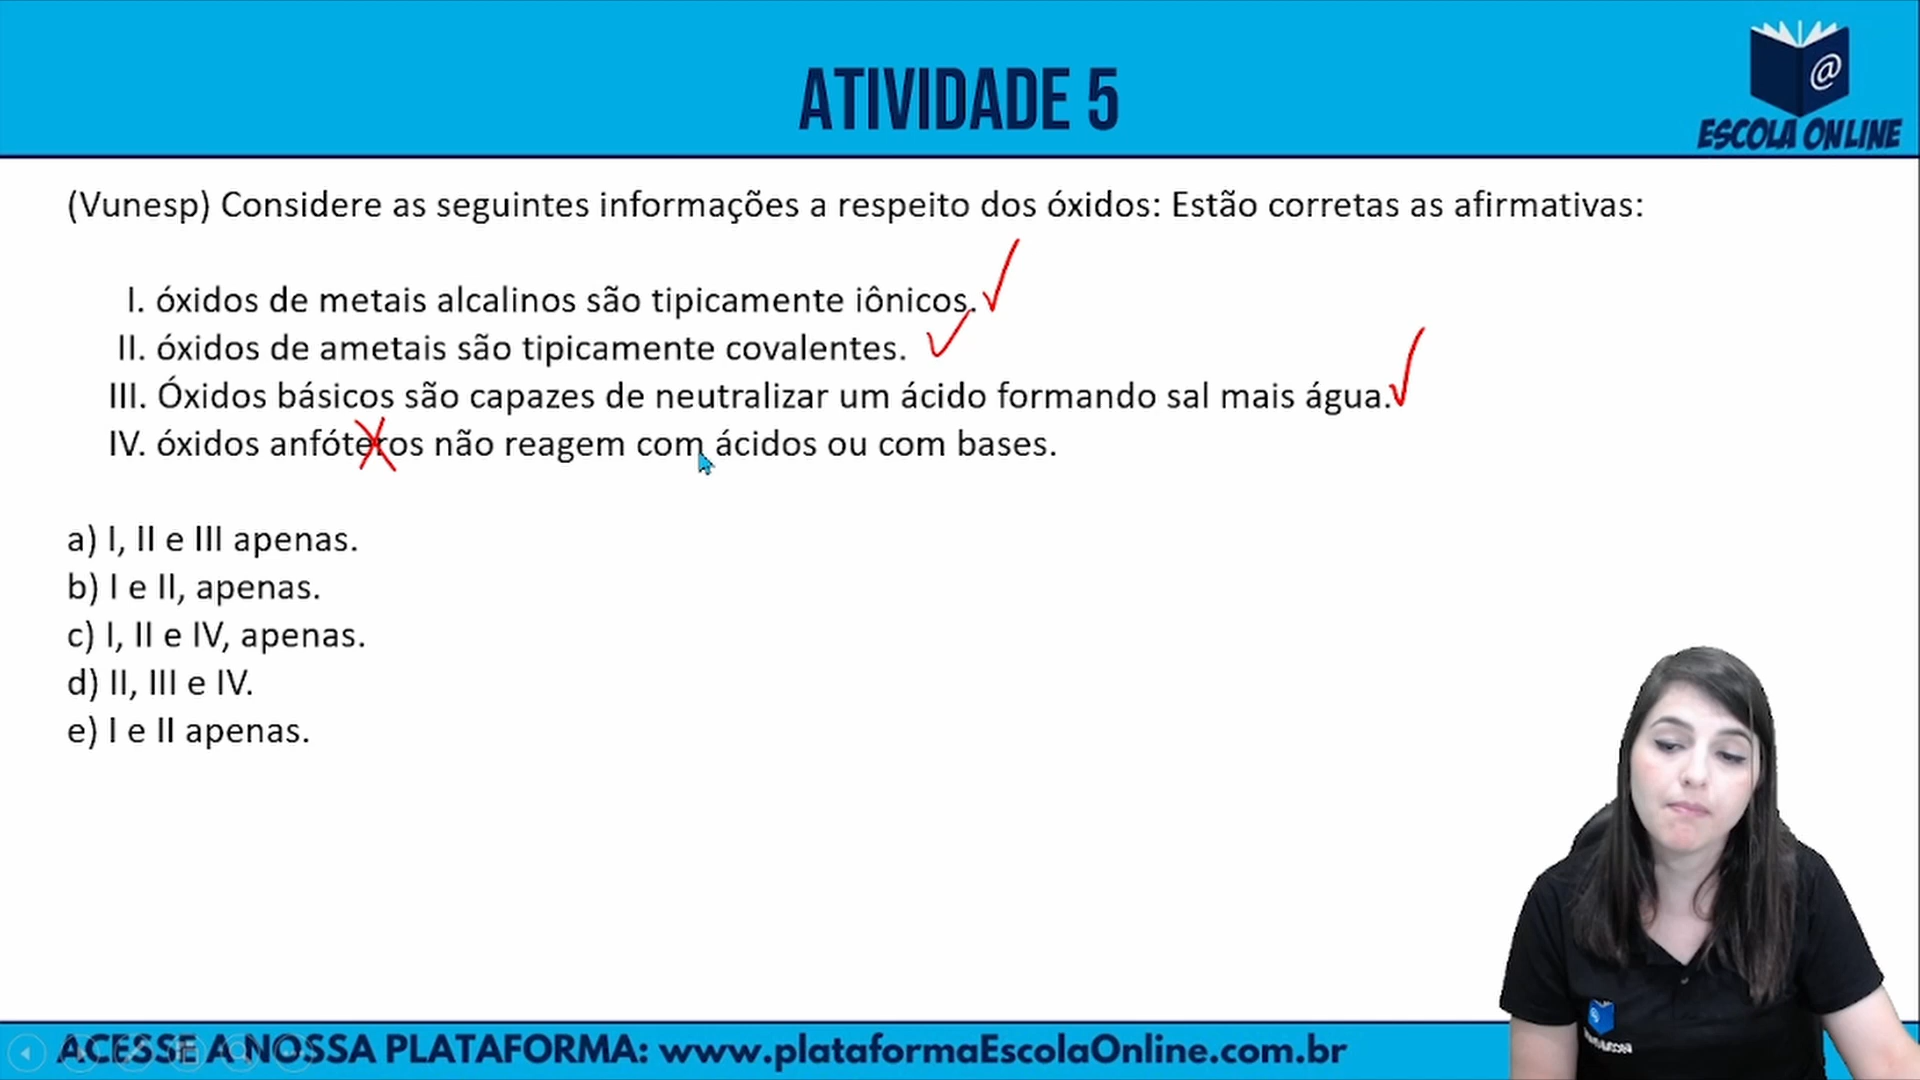 ATIVIDADE 5
@
ESCOLA ONLINE
(Vunesp) Considere as seguintes informações a respeito dos óxidos: Estão corretas as afirmativas:
I. óxidos de metais alcalinos são tipicamente iônicos.
II. óxidos de ametais são tipicamente covalentes.
III. Óxidos básicos são capazes de neutralizar um ácido formando sal mais água.
IV. óxidos anfóteros não reagem com ácidos ou com bases.
a) I, II e III apenas.
b) I e II, apenas.
c) I, II e IV, apenas.
d) II, III e IV.
e) I e II apenas.
ACESSE A NOSSA PLATAFORMA: www.plataformaEscolaOnline.com.br